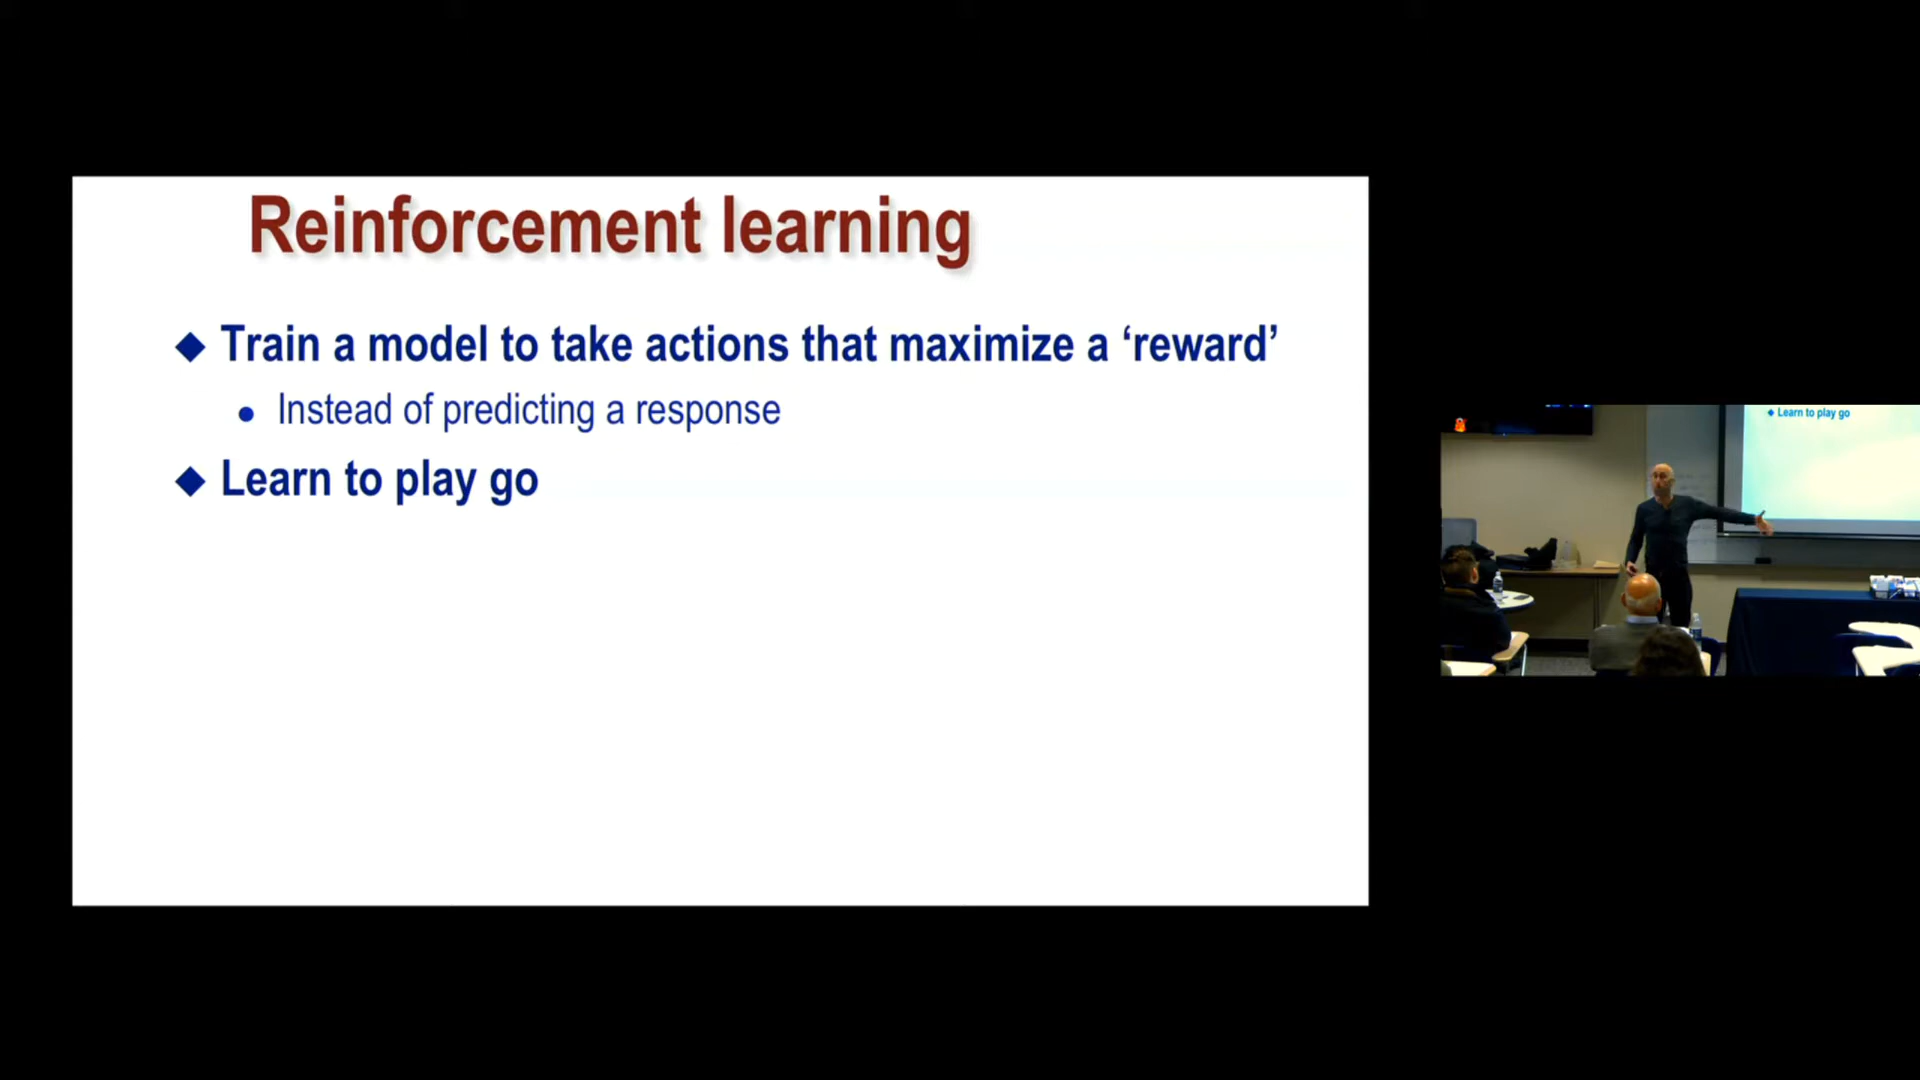 Reinforcement learning
Train a model to take actions that maximize a ‘reward’
Instead of predicting a response
Learn to play go
Learn to play go